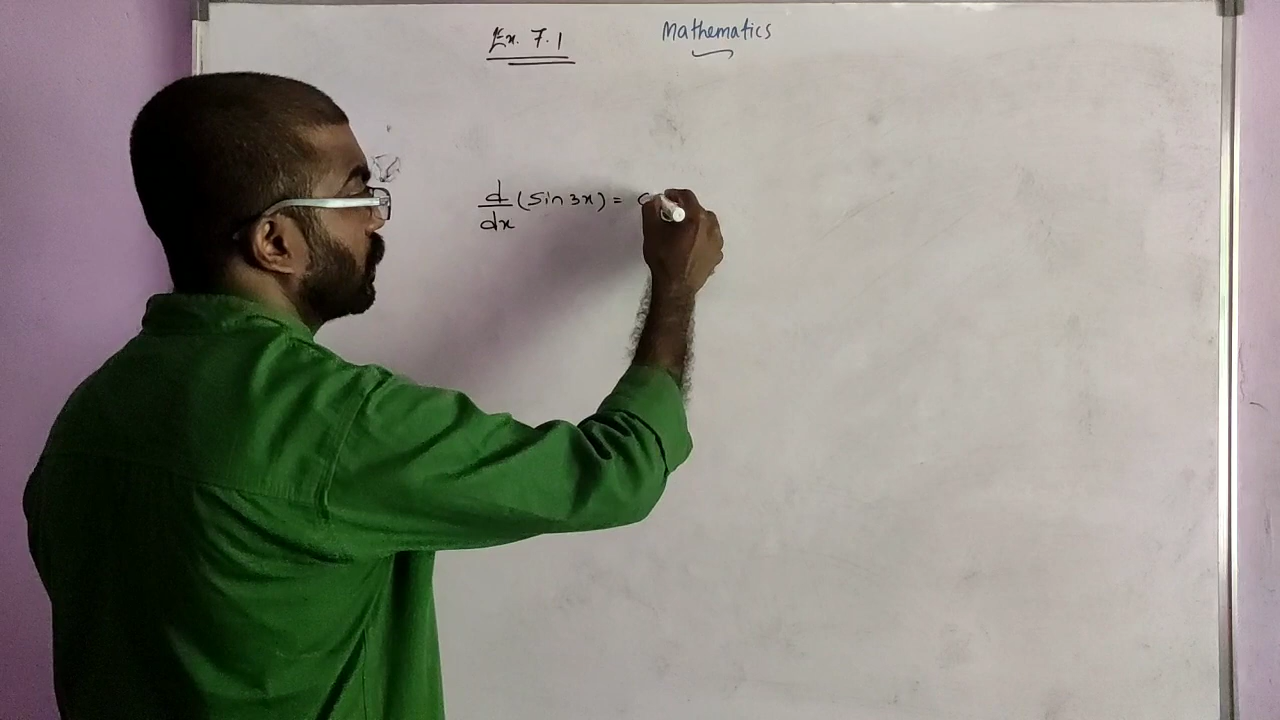 Ex. 7.1 Mathematics
d/dx (sin 3x) = c